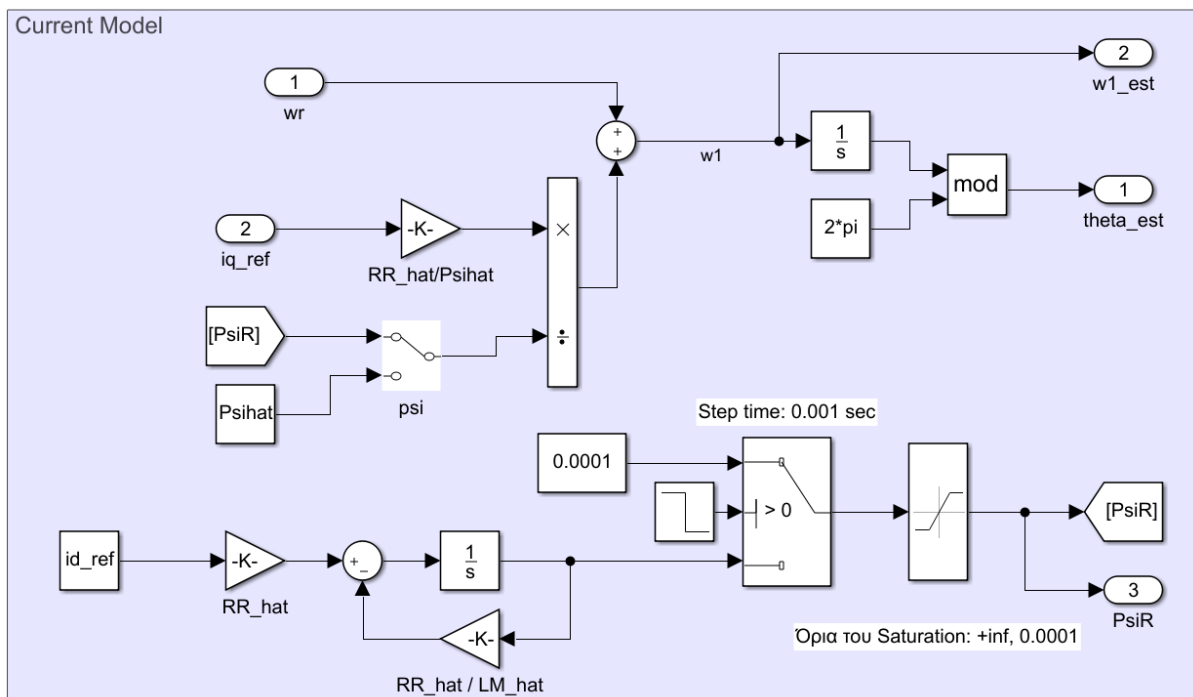 Current Model
1
wr
2
w1_est
+
+
w1
1
s
mod
2*pi
1
theta_est
2
iq_ref
-K-
RR_hat/Psihat
×
÷
[PsiR]
Psihat
psi
Step time: 0.001 sec
0.0001
> 0
[PsiR]
id_ref
-K-
RR_hat
+
-
1
s
-K-
RR_hat / LM_hat
3
PsiR
Όρια του Saturation: +inf, 0.0001